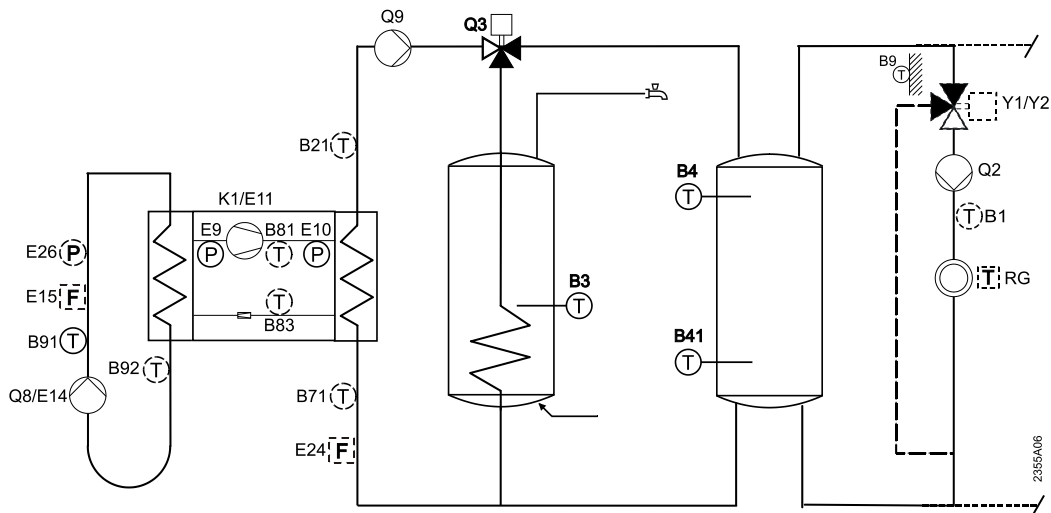 Q9
Q3
B9
T
Y1/Y2
B21
T
B4
T
Q2
K1/E11
E9
B81
E10
P
T
P
T
B1
E26
P
T
RG
E15
F
T
B83
B3
T
B91
T
B92
T
B41
T
Q8/E14
B71
T
E24
F
2355A06